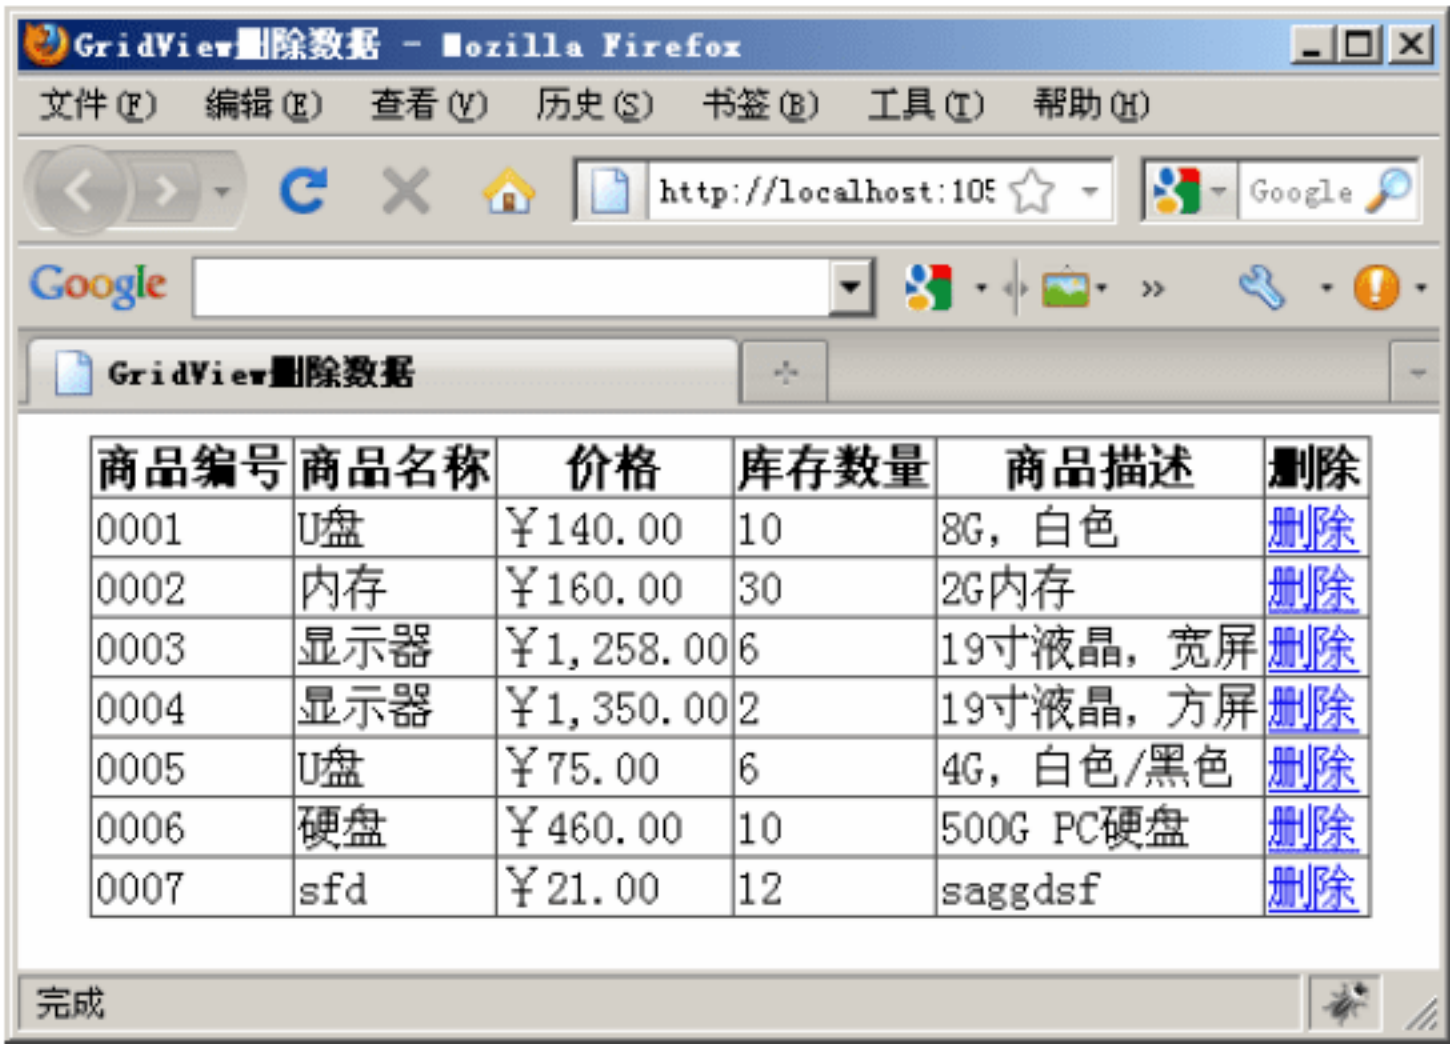 GridView删除数据 - Mozilla Firefox
文件(F) 编辑(E) 查看(V) 历史(S) 书签(B) 工具(T) 帮助(H)
http://localhost:105 Google
Google
GridView删除数据
商品编号 商品名称 价格 库存数量 商品描述 删除
0001 U盘 ￥140.00 10 8G，白色 删除
0002 内存 ￥160.00 30 2G内存 删除
0003 显示器 ￥1,258.00 6 19寸液晶，宽屏 删除
0004 显示器 ￥1,350.00 2 19寸液晶，方屏 删除
0005 U盘 ￥75.00 6 4G，白色/黑色 删除
0006 硬盘 ￥460.00 10 500G PC硬盘 删除
0007 sfd ￥21.00 12 saggdsf 删除
完成